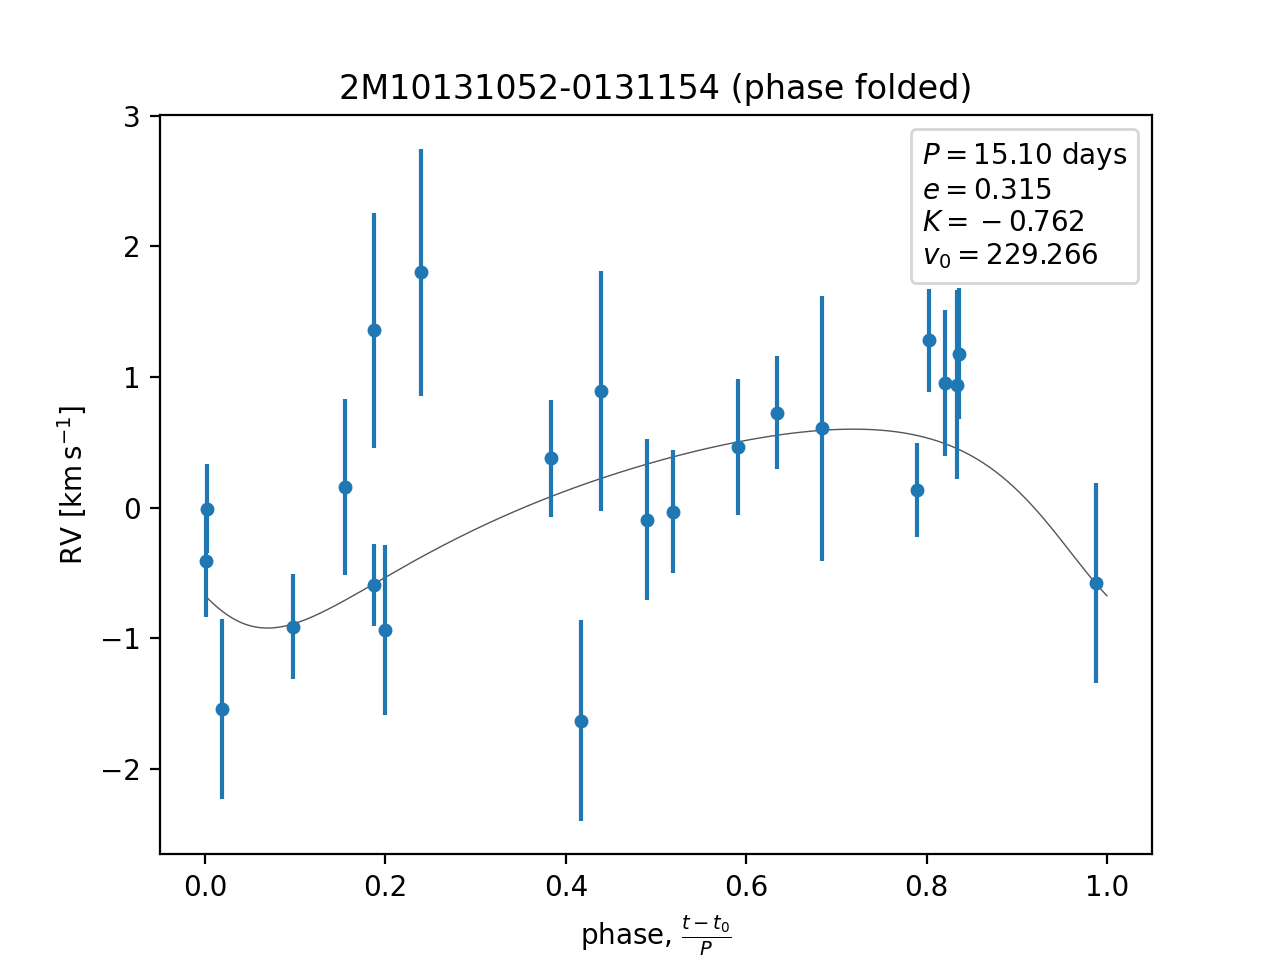 2M10131052-0131154 (phase folded)
P = 15.10 days
e = 0.315
K = −0.762
v₀ = 229.266
3
2
1
0
−1
−2
RV [km s⁻¹]
0.0 0.2 0.4 0.6 0.8 1.0
phase, (t − t₀)/P